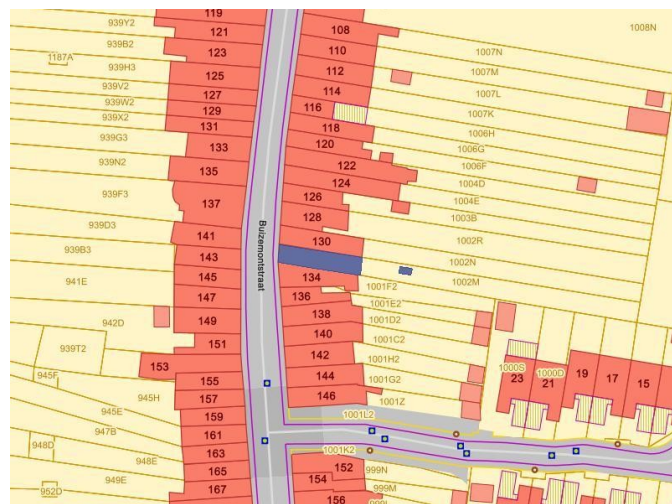 119
121
123
125
127
129
131
133
135
137
141
143
145
147
149
151
153
155
157
159
161
163
165
167
939Y2
939B2
1187A
939H3
939V2
939W2
939X2
939G3
939N2
939F3
939D3
939B3
941E
942D
939T2
945F
945H
945E
947B
948D
948E
949E
952D
Buizemontstraat
108
110
112
114
116
118
120
122
124
126
128
130
134
136
138
140
142
144
146
152
154
156
1008N
1007N
1007M
1007L
1007K
1006H
1006G
1006F
1004D
1004E
1003B
1002R
1002N
1002M
1001F2
1001E2
1001D2
1001C2
1001H2
1001G2
1001Z
1001L2
1001K2
999N
999M
1000S
1000D
23
21
19
17
15